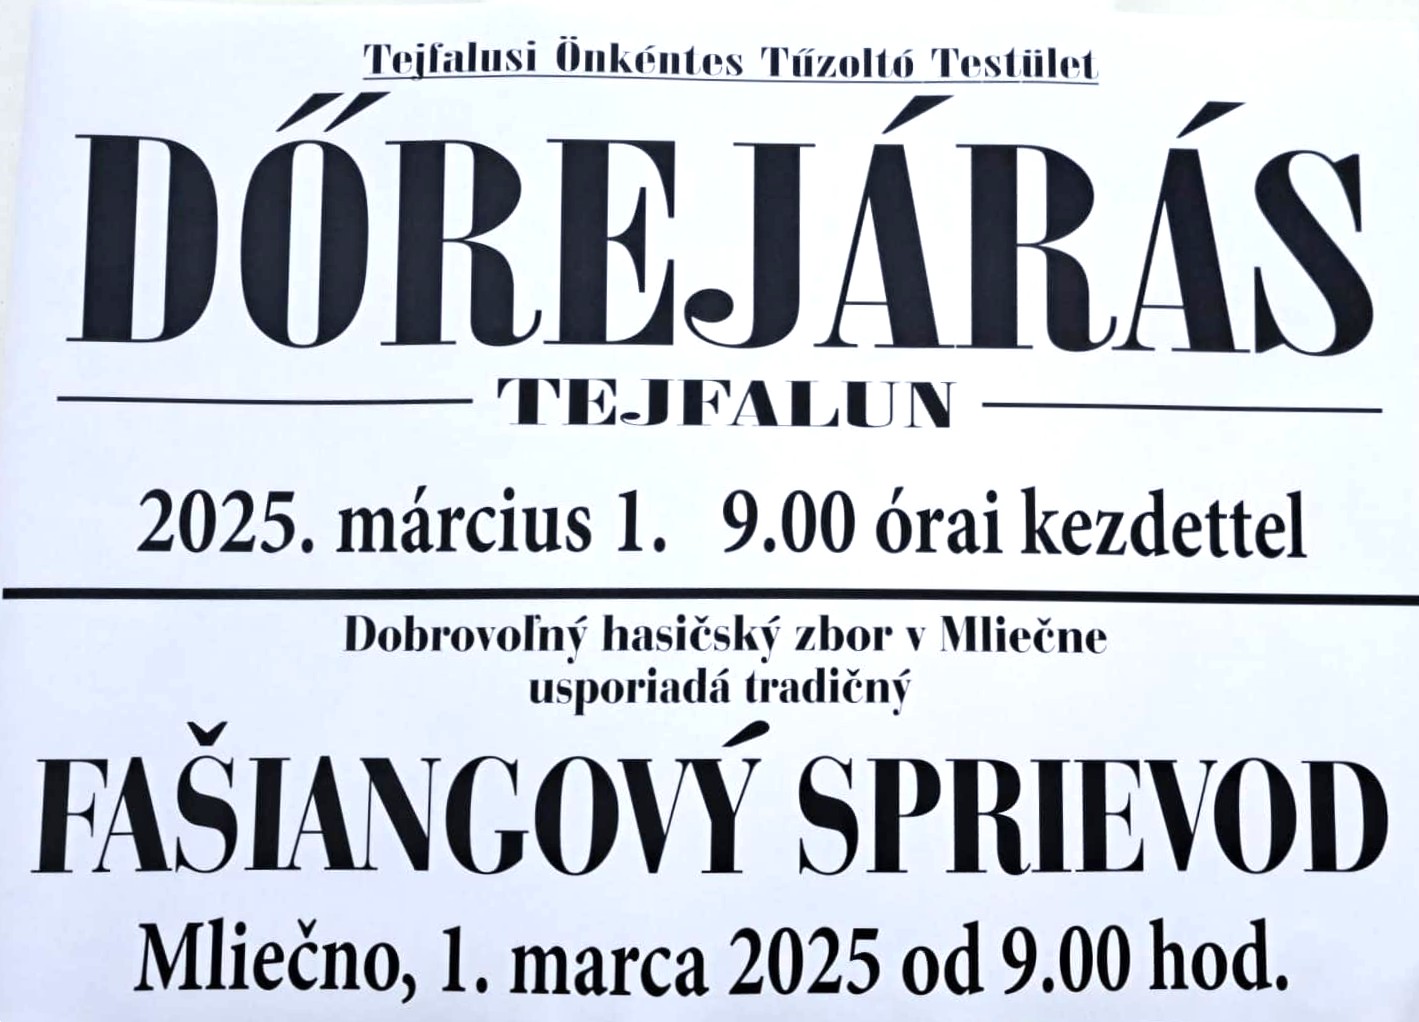 Tejfalusi Önkéntes Tűzoltó Testület
DŐREJÁRÁS
TEJFALUN
2025. március 1. 9.00 órai kezdettel
Dobrovoľný hasičský zbor v Mliečne
usporiadá tradičný
FAŠIANGOVÝ SPRIEVOD
Mliečno, 1. marca 2025 od 9.00 hod.